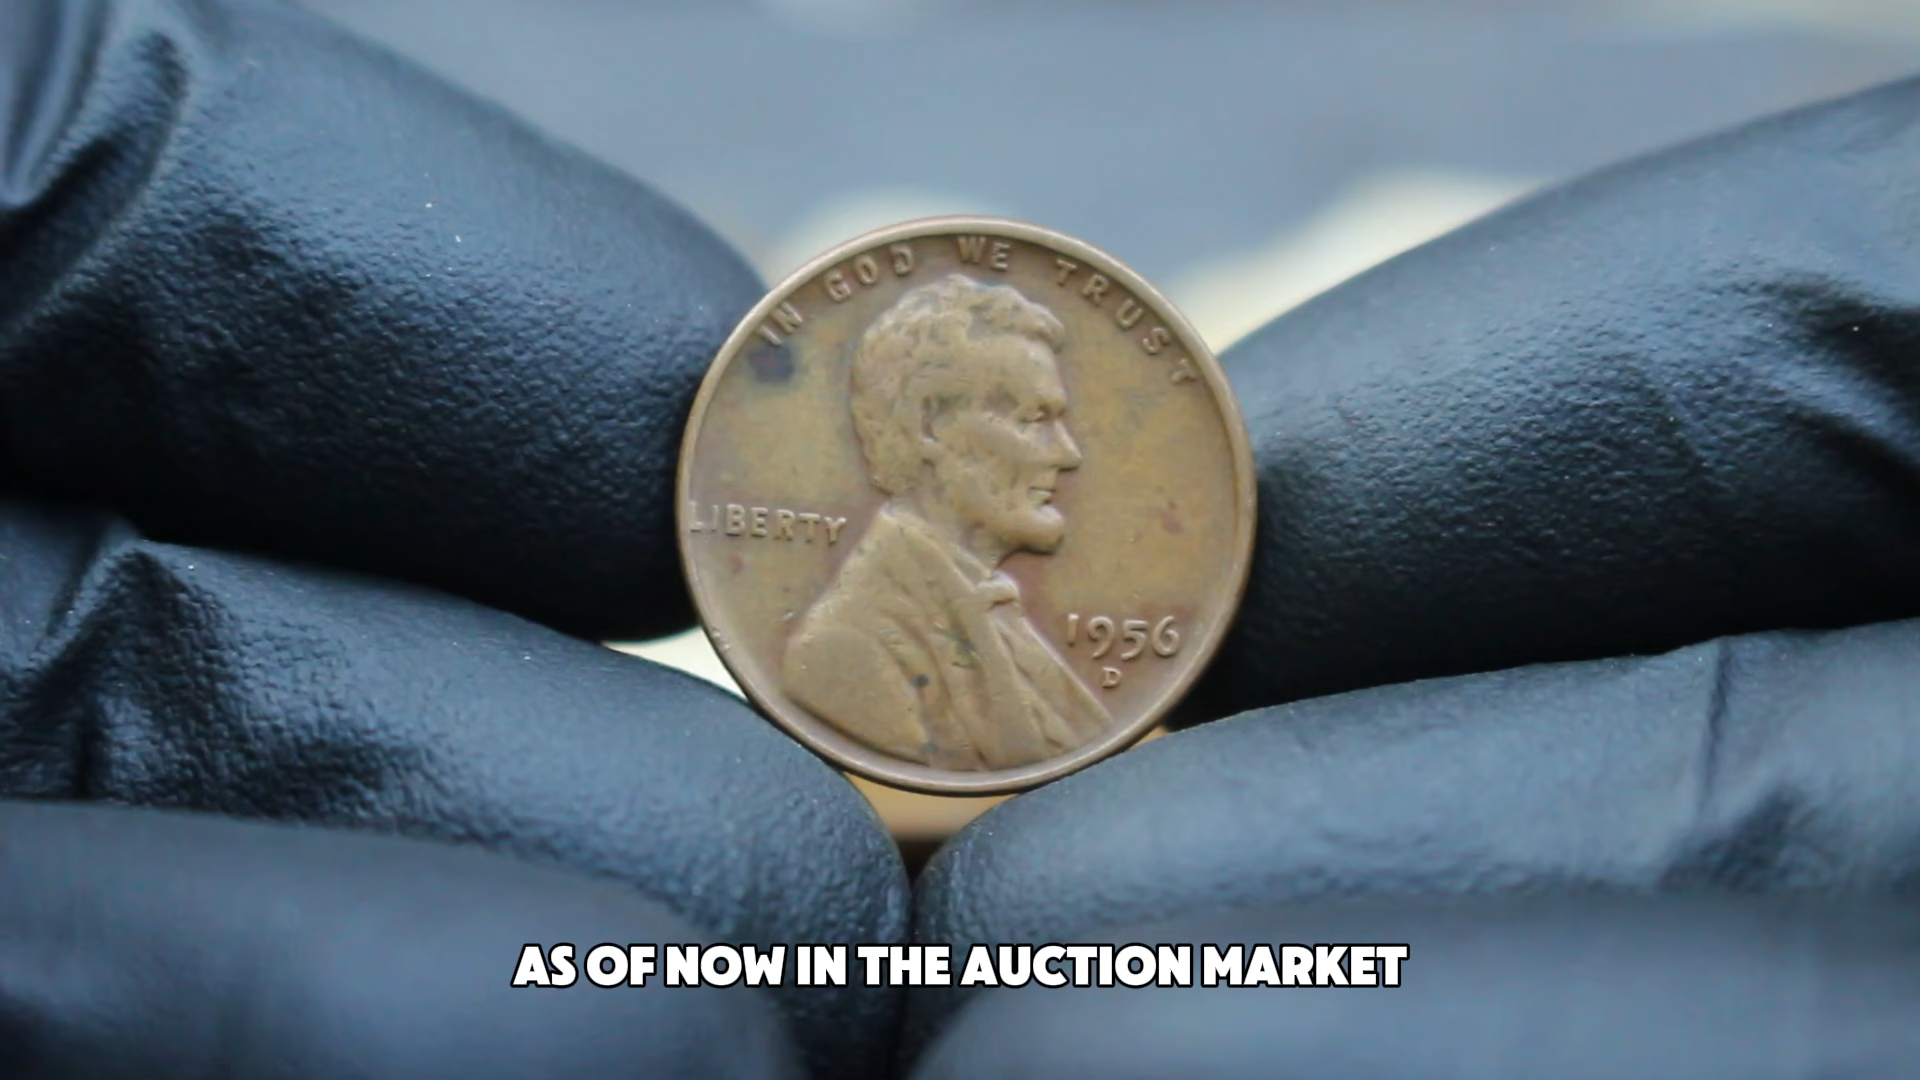 IN GOD WE TRUST
LIBERTY
1956
D
AS OF NOW IN THE AUCTION MARKET